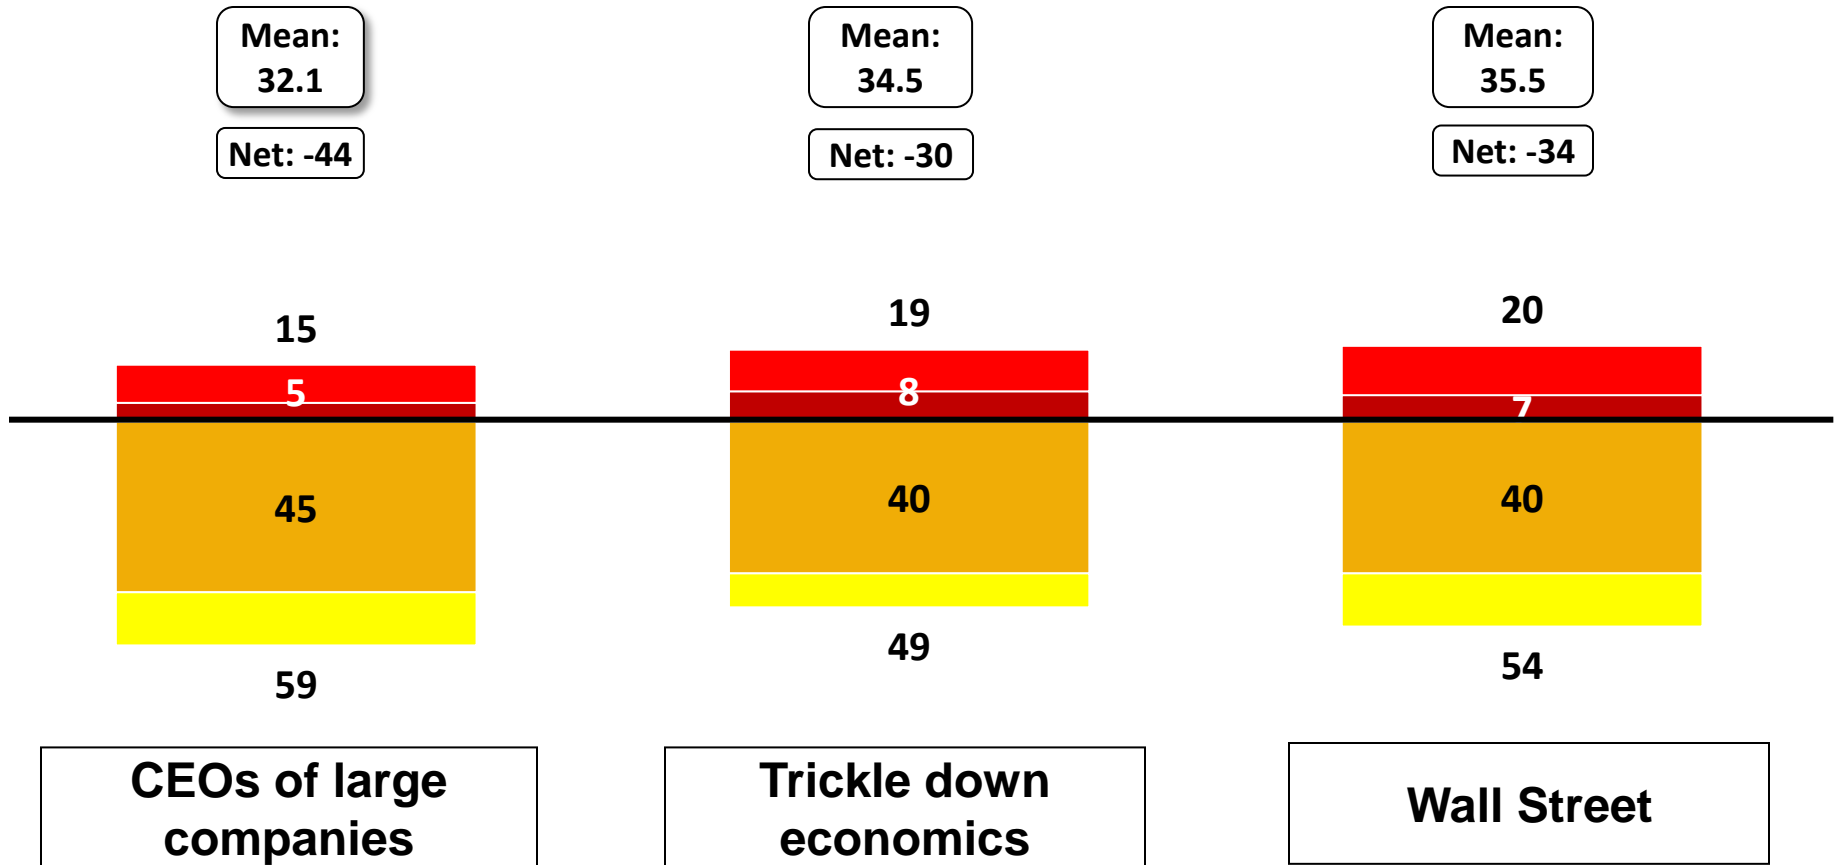 Mean:
32.1
Net: -44
Mean:
34.5
Net: -30
Mean:
35.5
Net: -34
15
5
45
59
19
8
40
49
20
7
40
54
CEOs of large
companies
Trickle down
economics
Wall Street